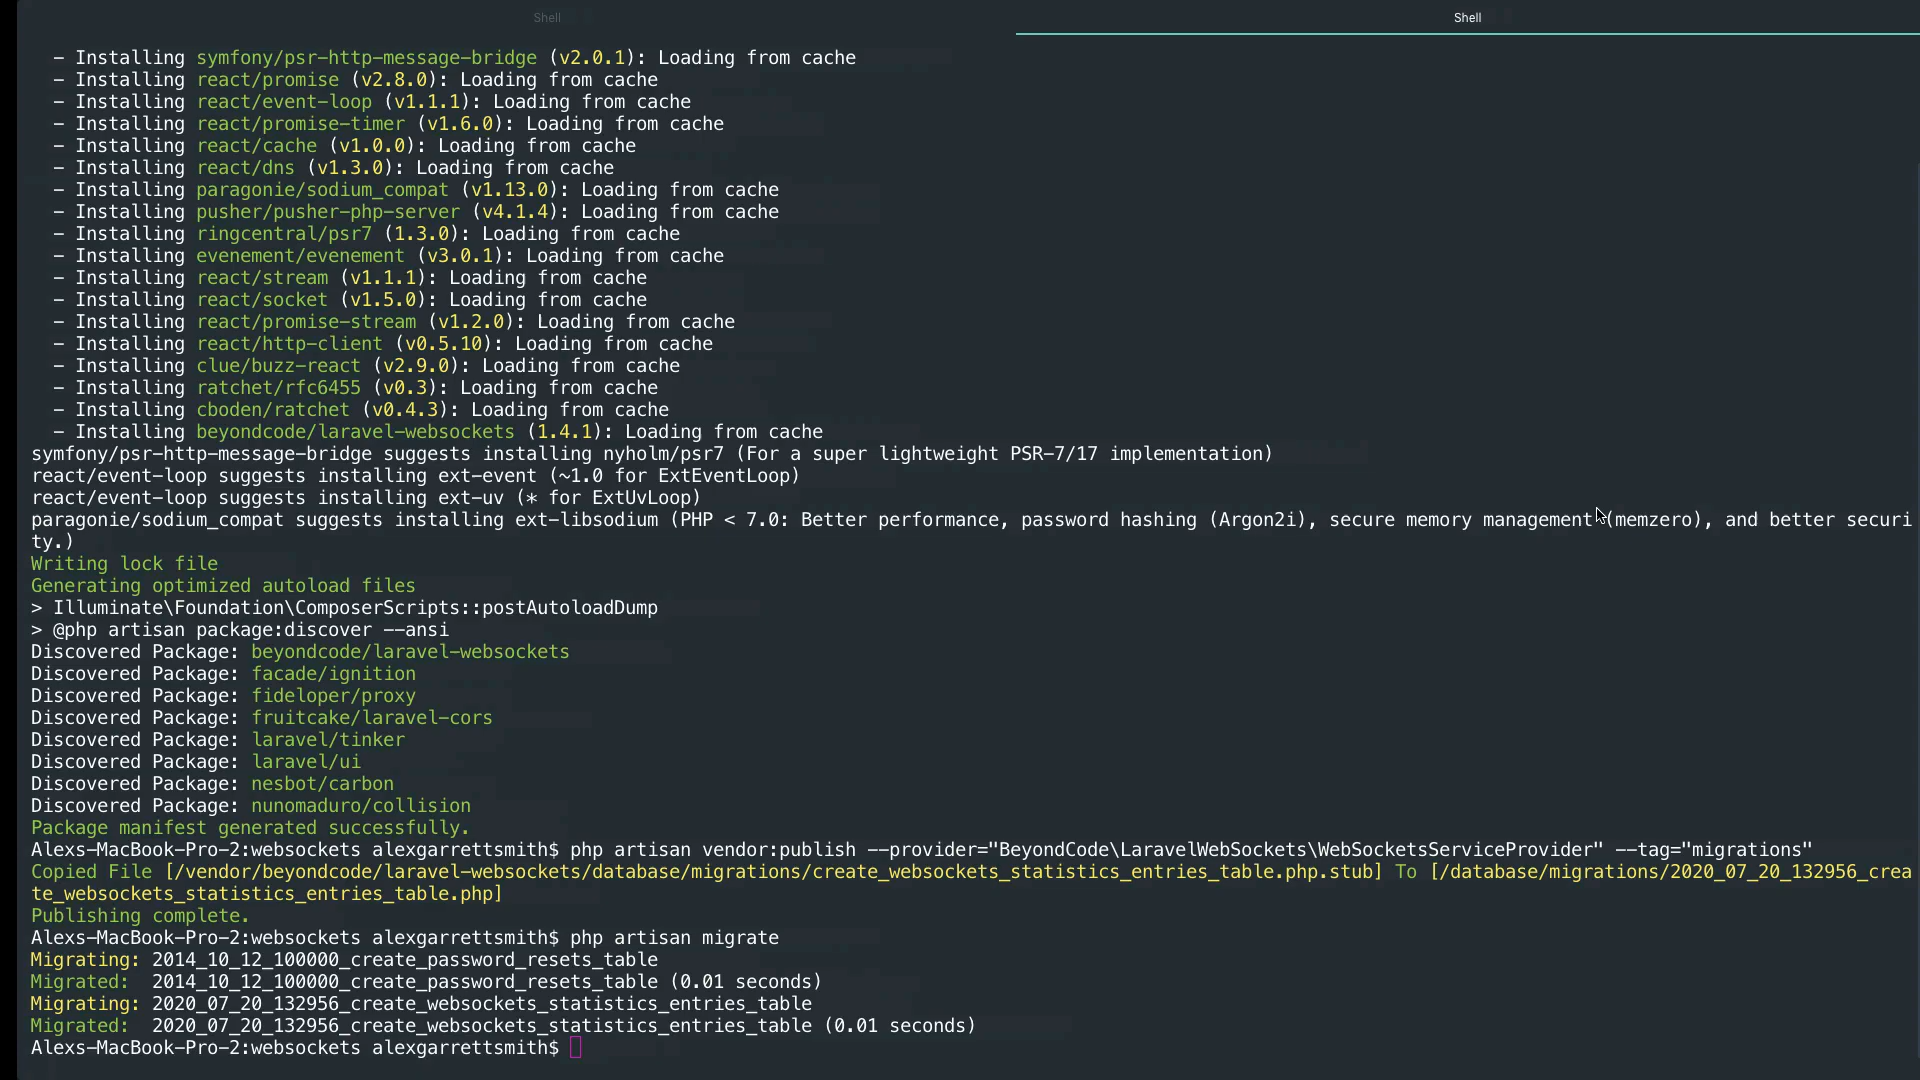 Shell
Shell
- Installing symfony/psr-http-message-bridge (v2.0.1): Loading from cache
- Installing react/promise (v2.8.0): Loading from cache
- Installing react/event-loop (v1.1.1): Loading from cache
- Installing react/promise-timer (v1.6.0): Loading from cache
- Installing react/cache (v1.0.0): Loading from cache
- Installing react/dns (v1.3.0): Loading from cache
- Installing paragonie/sodium_compat (v1.13.0): Loading from cache
- Installing pusher/pusher-php-server (v4.1.4): Loading from cache
- Installing ringcentral/psr7 (1.3.0): Loading from cache
- Installing evenement/evenement (v3.0.1): Loading from cache
- Installing react/stream (v1.1.1): Loading from cache
- Installing react/socket (v1.5.0): Loading from cache
- Installing react/promise-stream (v1.2.0): Loading from cache
- Installing react/http-client (v0.5.10): Loading from cache
- Installing clue/buzz-react (v2.9.0): Loading from cache
- Installing ratchet/rfc6455 (v0.3): Loading from cache
- Installing cboden/ratchet (v0.4.3): Loading from cache
- Installing beyondcode/laravel-websockets (1.4.1): Loading from cache
symfony/psr-http-message-bridge suggests installing nyholm/psr7 (For a super lightweight PSR-7/17 implementation)
react/event-loop suggests installing ext-event (~1.0 for ExtEventLoop)
react/event-loop suggests installing ext-uv (* for ExtUvLoop)
paragonie/sodium_compat suggests installing ext-libsodium (PHP < 7.0: Better performance, password hashing (Argon2i), secure memory management (memzero), and better securi
ty.)
Writing lock file
Generating optimized autoload files
> Illuminate\Foundation\ComposerScripts::postAutoloadDump
> @php artisan package:discover --ansi
Discovered Package: beyondcode/laravel-websockets
Discovered Package: facade/ignition
Discovered Package: fideloper/proxy
Discovered Package: fruitcake/laravel-cors
Discovered Package: laravel/tinker
Discovered Package: laravel/ui
Discovered Package: nesbot/carbon
Discovered Package: nunomaduro/collision
Package manifest generated successfully.
Alexs-MacBook-Pro-2:websockets alexgarrettsmith$ php artisan vendor:publish --provider="BeyondCode\LaravelWebSockets\WebSocketsServiceProvider" --tag="migrations"
Copied File [/vendor/beyondcode/laravel-websockets/database/migrations/create_websockets_statistics_entries_table.php.stub] To [/database/migrations/2020_07_20_132956_crea
te_websockets_statistics_entries_table.php]
Publishing complete.
Alexs-MacBook-Pro-2:websockets alexgarrettsmith$ php artisan migrate
Migrating: 2014_10_12_100000_create_password_resets_table
Migrated:  2014_10_12_100000_create_password_resets_table (0.01 seconds)
Migrating: 2020_07_20_132956_create_websockets_statistics_entries_table
Migrated:  2020_07_20_132956_create_websockets_statistics_entries_table (0.01 seconds)
Alexs-MacBook-Pro-2:websockets alexgarrettsmith$